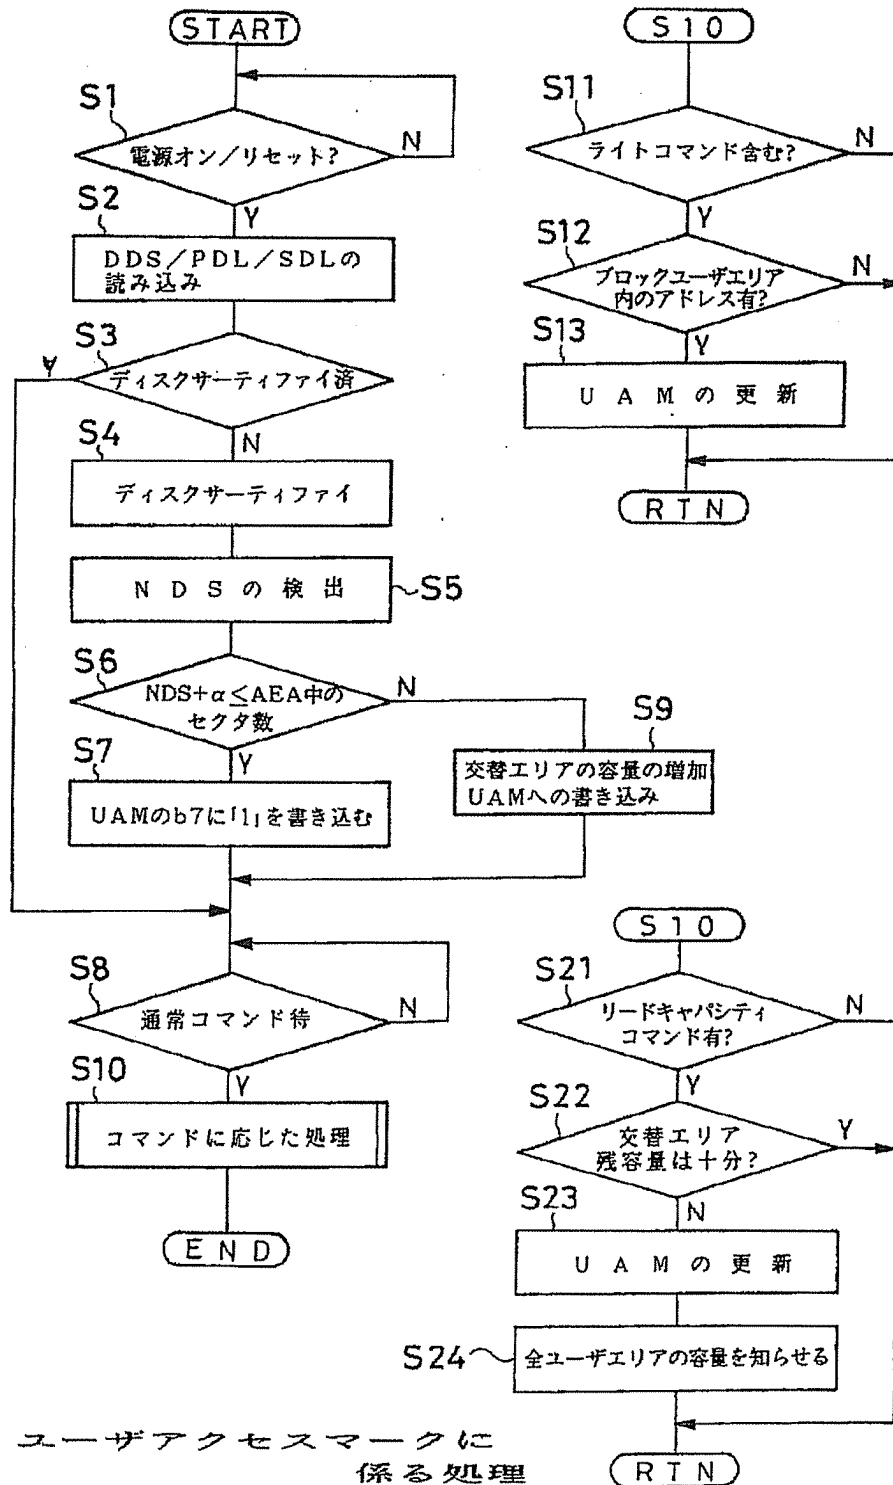 START
S1
電源オン/リセット?
N
Y
S2
DDS/PDL/SDLの
読み込み
S3
ディスクサーティファイ済
Y
N
S4
ディスクサーティファイ
NDSの検出
S5
S6
NDS+α≤AEA中の
セクタ数
N
Y
S7
UAMのb7に「1」を書き込む
S9
交替エリアの容量の増加
UAMへの書き込み
S8
通常コマンド待
N
Y
S10
コマンドに応じた処理
END
S10
S11
ライトコマンド含む?
N
Y
S12
ブロックユーザエリア
内のアドレス有?
N
Y
S13
UAMの更新
RTN
S10
S21
リードキャパシティ
コマンド有?
N
Y
S22
交替エリア
残容量は十分?
Y
N
S23
UAMの更新
S24
全ユーザエリアの容量を知らせる
RTN
ユーザアクセスマークに
係る処理